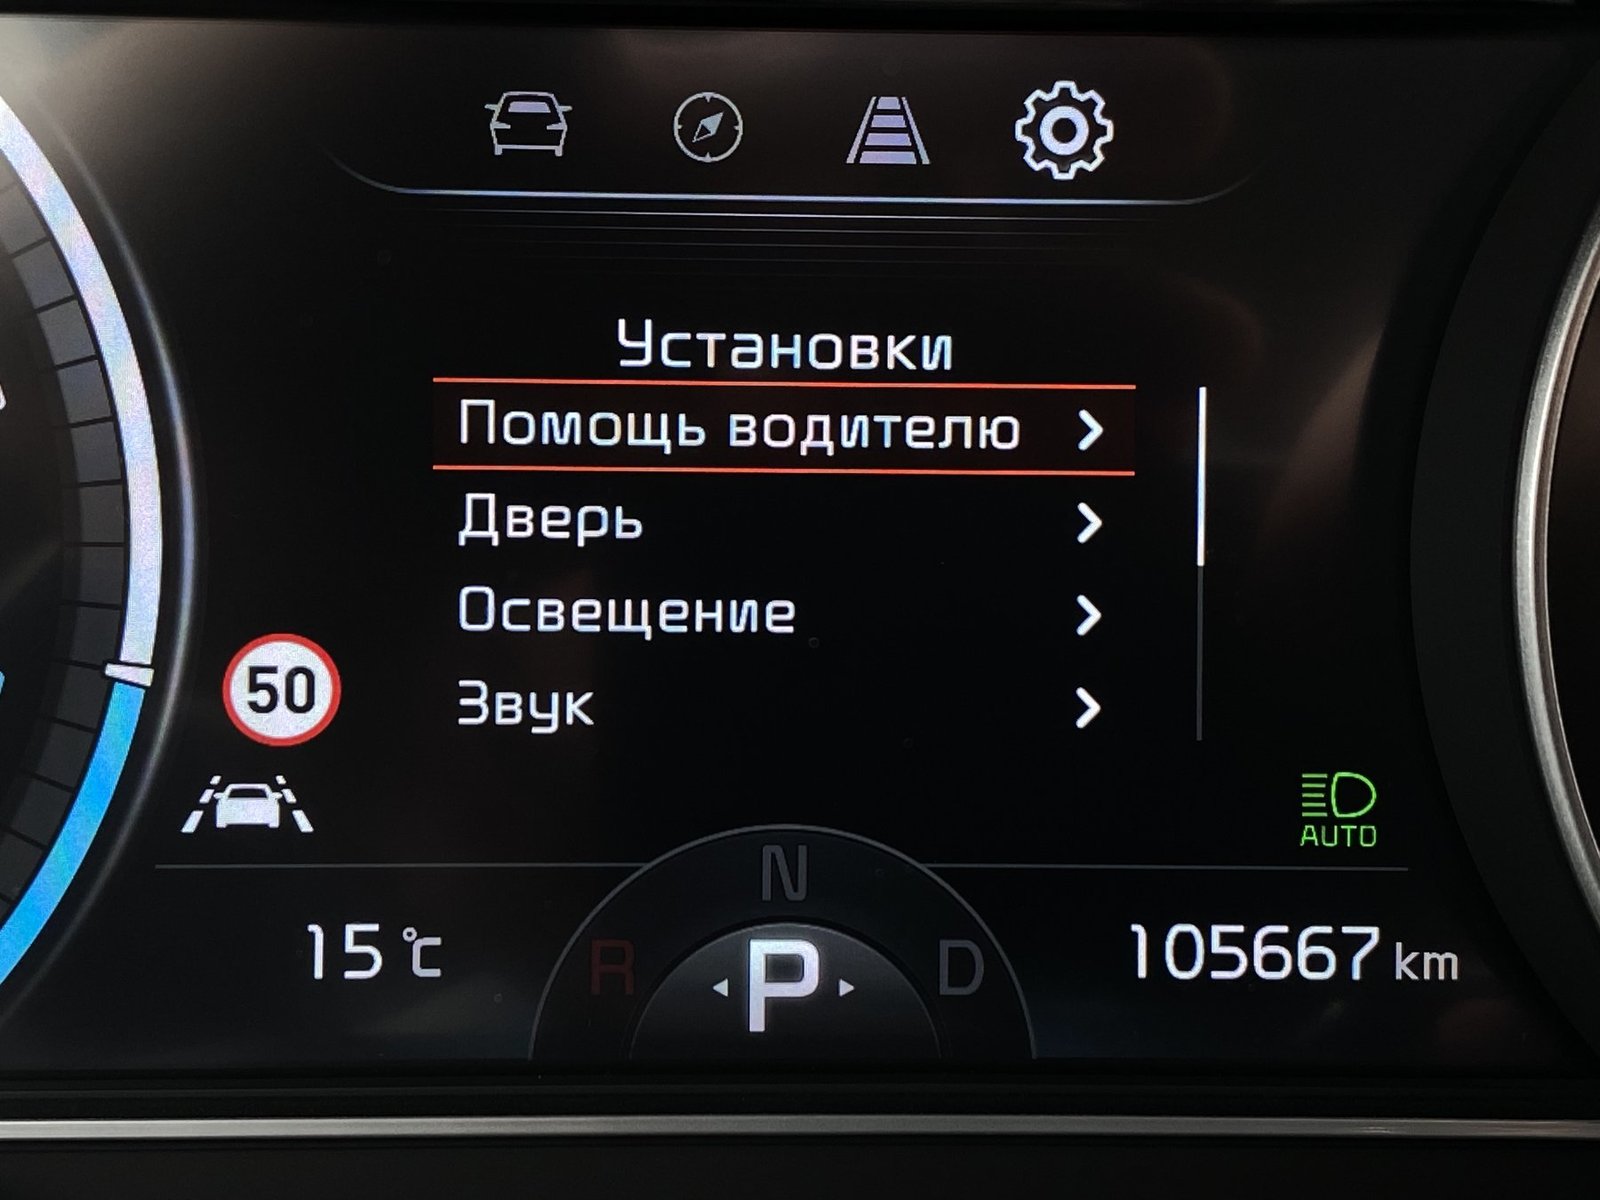 Установки
Помощь водителю
Дверь
Освещение
Звук
50
AUTO
N
R P D
15 °C
105667 km